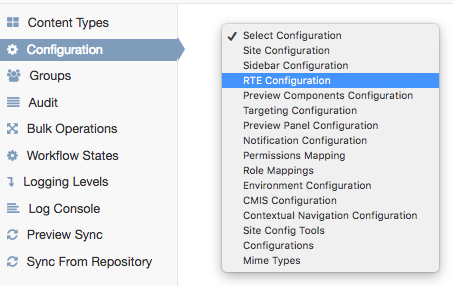 Content Types
Configuration
Groups
Audit
Bulk Operations
Workflow States
Logging Levels
Log Console
Preview Sync
Sync From Repository
Select Configuration
Site Configuration
Sidebar Configuration
RTE Configuration
Preview Components Configuration
Targeting Configuration
Preview Panel Configuration
Notification Configuration
Permissions Mapping
Role Mappings
Environment Configuration
CMIS Configuration
Contextual Navigation Configuration
Site Config Tools
Configurations
Mime Types